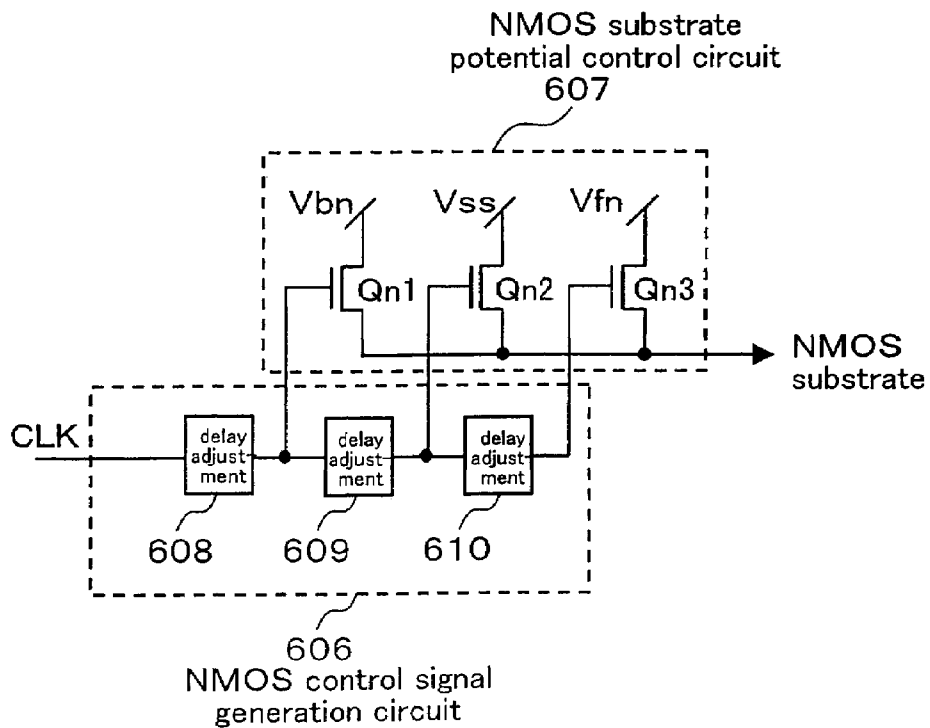 NMOS substrate
potential control circuit
607
Vbn
Vss
Vfn
Qn1
Qn2
Qn3
NMOS
substrate
CLK
delay
adjust
ment
delay
adjust
ment
delay
adjust
ment
608
609
610
606
NMOS control signal
generation circuit